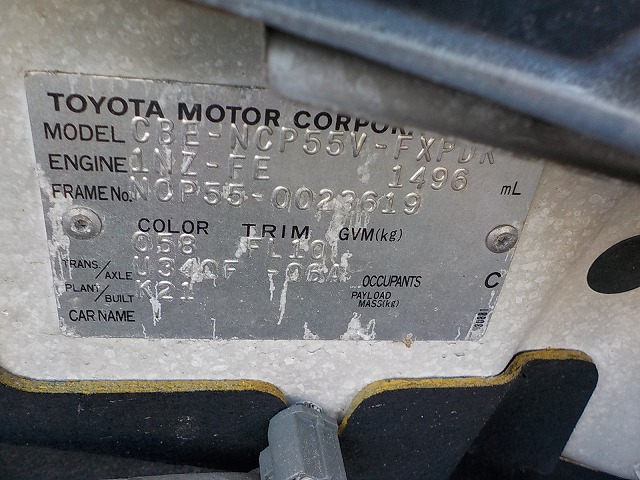 TOYOTA MOTOR CORPOR
MODEL CBE-NCP55V-FXPDK
ENGINE 1NZ-FE 1496 mL
FRAME No. NCP55-0023619
COLOR TRIM GVM(kg)
058 FL10
TRANS./AXLE U340F -06A OCCUPANTS C
PLANT/BUILT K21 PAYLOAD MASS(kg)
CAR NAME